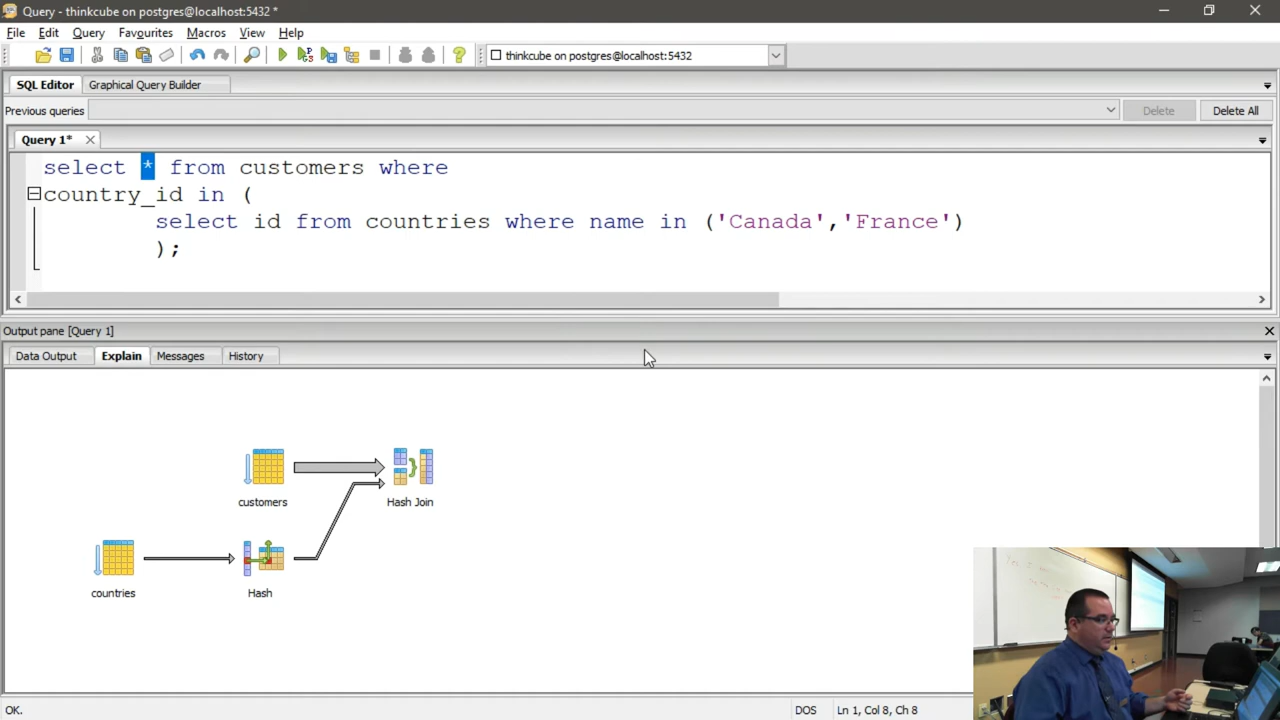 Query - thinkcube on postgres@localhost:5432 *
File Edit Query Favourites Macros View Help
thinkcube on postgres@localhost:5432
SQL Editor Graphical Query Builder
Previous queries Delete Delete All
Query 1*
select * from customers where
country_id in (
select id from countries where name in ('Canada','France')
);
Output pane [Query 1]
Data Output Explain Messages History
customers Hash Join
countries Hash
OK. DOS Ln 1, Col 8, Ch 8